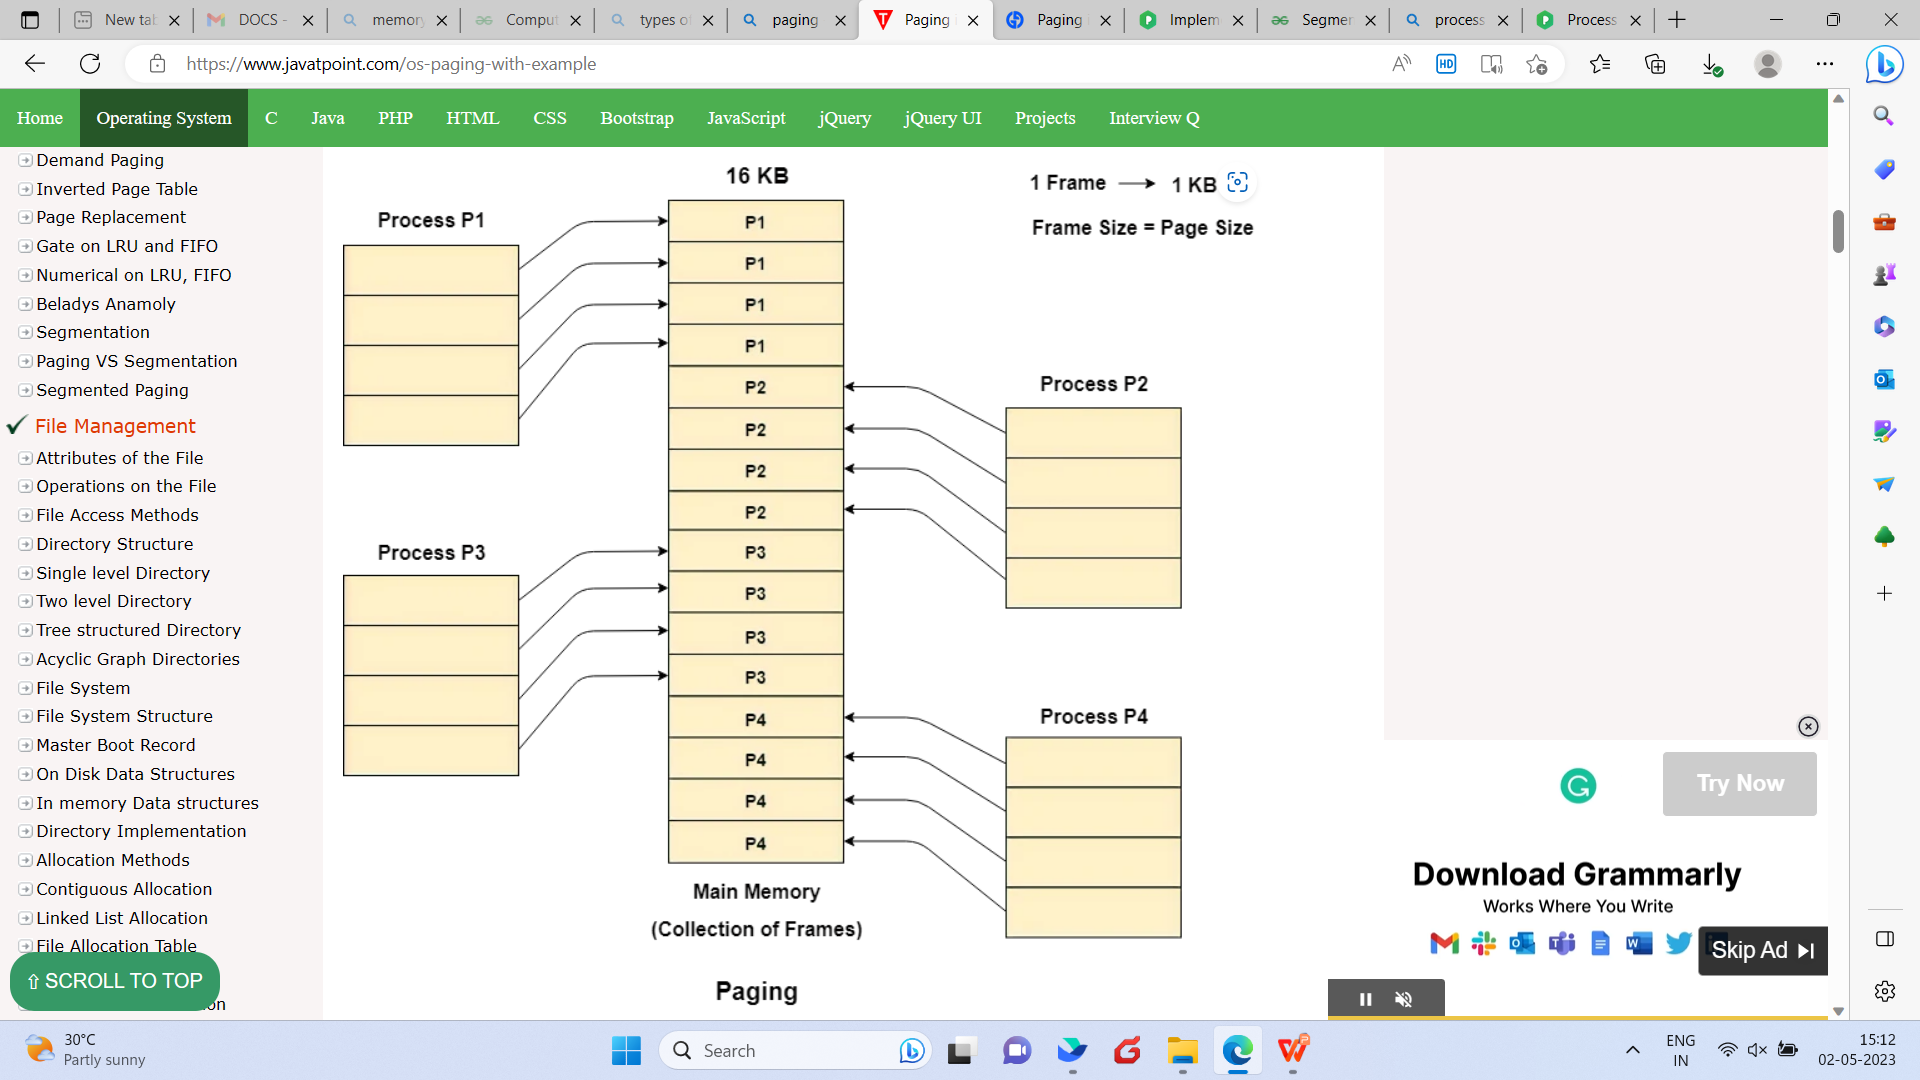 New tab
DOCS -
memory
Comput
types of
paging
Paging
Paging
Implem
Segmen
process
Process
https://www.javatpoint.com/os-paging-with-example
HD
Home Operating System C Java PHP HTML CSS Bootstrap JavaScript jQuery jQuery UI Projects Interview Q
Demand Paging
Inverted Page Table
Page Replacement
Gate on LRU and FIFO
Numerical on LRU, FIFO
Beladys Anamoly
Segmentation
Paging VS Segmentation
Segmented Paging
File Management
Attributes of the File
Operations on the File
File Access Methods
Directory Structure
Single level Directory
Two level Directory
Tree structured Directory
Acyclic Graph Directories
File System
File System Structure
Master Boot Record
On Disk Data Structures
In memory Data structures
Directory Implementation
Allocation Methods
Contiguous Allocation
Linked List Allocation
File Allocation Table
⇧ SCROLL TO TOP
on
16 KB
1 Frame → 1 KB
Frame Size = Page Size
Process P1
P1
P1
P1
P1
Process P2
P2
P2
P2
P2
Process P3
P3
P3
P3
P3
Process P4
P4
P4
P4
P4
Main Memory
(Collection of Frames)
Paging
Try Now
Download Grammarly
Works Where You Write
Skip Ad
30°C
Partly sunny
Search
ENG
IN
15:12
02-05-2023